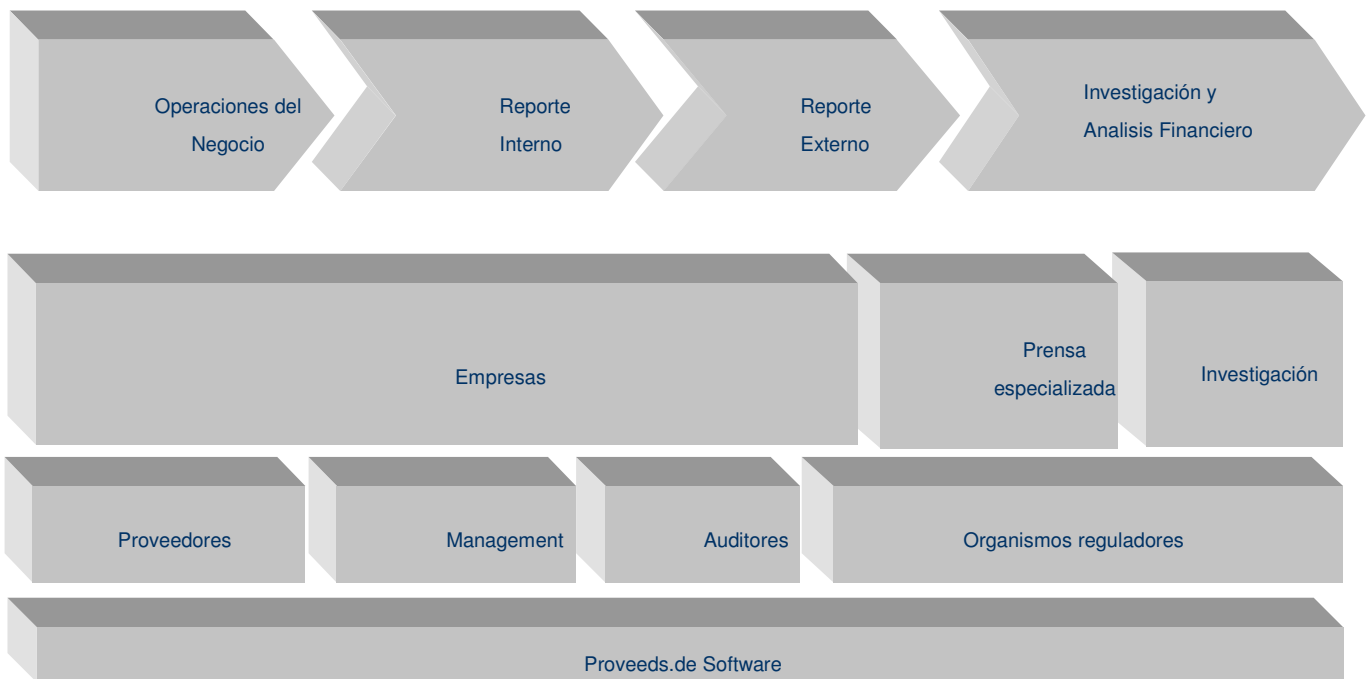 Operaciones del
Negocio
Reporte
Interno
Reporte
Externo
Investigación y
Analisis Financiero
Empresas
Prensa
especializada
Investigación
Proveedores
Management
Auditores
Organismos reguladores
Proveeds.de Software